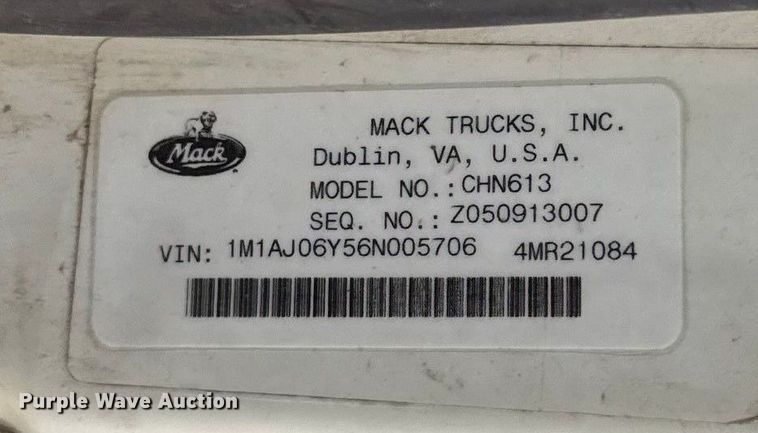 Mack
MACK TRUCKS, INC.
Dublin, VA, U.S.A.
MODEL NO.: CHN613
SEQ. NO.: Z050913007
VIN: 1M1AJ06Y56N005706 4MR21084
Purple Wave Auction